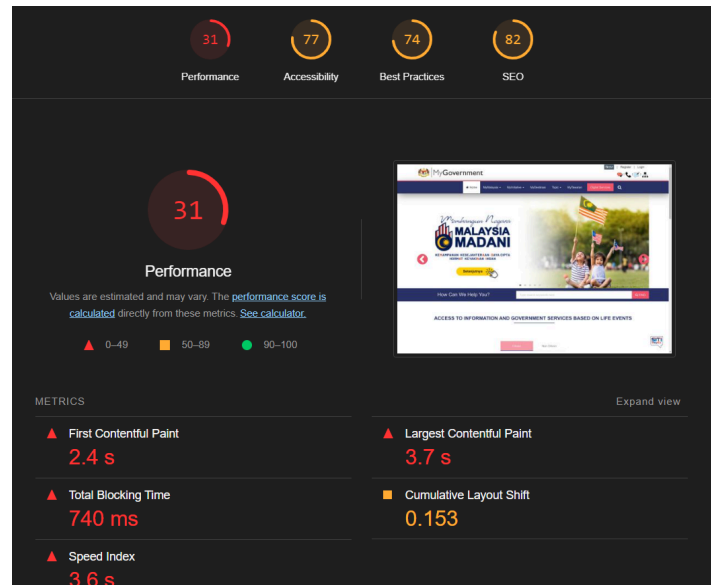 31
77
74
82
Performance
Accessibility
Best Practices
SEO
31
Performance
Values are estimated and may vary. The performance score is
calculated directly from these metrics. See calculator.
0–49
50–89
90–100
MyGovernment
Register | Login
Home
MALAYSIA
MADANI
How Can We Help You?
ACCESS TO INFORMATION AND GOVERNMENT SERVICES BASED ON LIFE EVENTS
METRICS
Expand view
First Contentful Paint
2.4 s
Largest Contentful Paint
3.7 s
Total Blocking Time
740 ms
Cumulative Layout Shift
0.153
Speed Index
3.6 s